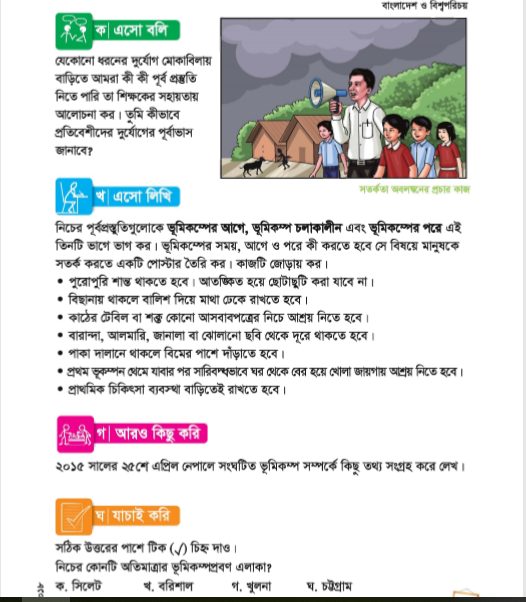 বাংলাদেশ ও বিশ্বপরিচয়
ক| এসো বলি
যেকোনো ধরনের দুর্যোগ মোকাবিলায়
বাড়িতে আমরা কী কী পূর্ব প্রস্তুতি
নিতে পারি তা শিক্ষকের সহায়তায়
আলোচনা কর। তুমি কীভাবে
প্রতিবেশীদের দুর্যোগের পূর্বাভাস
জানাবে?
সতর্কতা অবলম্বনের প্রচার কাজ
খ| এসো লিখি
নিচের পূর্বপ্রস্তুতিগুলোকে ভূমিকম্পের আগে, ভূমিকম্প চলাকালীন এবং ভূমিকম্পের পরে এই
তিনটি ভাগে ভাগ কর। ভূমিকম্পের সময়, আগে ও পরে কী করতে হবে সে বিষয়ে মানুষকে
সতর্ক করতে একটি পোস্টার তৈরি কর। কাজটি জোড়ায় কর।
• পুরোপুরি শান্ত থাকতে হবে। আতঙ্কিত হয়ে ছোটাছুটি করা যাবে না।
• বিছানায় থাকলে বালিশ দিয়ে মাথা ঢেকে রাখতে হবে।
• কাঠের টেবিল বা শক্ত কোনো আসবাবপত্রের নিচে আশ্রয় নিতে হবে।
• বারান্দা, আলমারি, জানালা বা ঝোলানো ছবি থেকে দূরে থাকতে হবে।
• পাকা দালানে থাকলে বিমের পাশে দাঁড়াতে হবে।
• প্রথম ভূকম্পন থেমে যাবার পর সারিবদ্ধভাবে ঘর থেকে বের হয়ে খোলা জায়গায় আশ্রয় নিতে হবে।
• প্রাথমিক চিকিৎসা ব্যবস্থা বাড়িতেই রাখতে হবে।
গ| আরও কিছু করি
২০১৫ সালের ২৫শে এপ্রিল নেপালে সংঘটিত ভূমিকম্প সম্পর্কে কিছু তথ্য সংগ্রহ করে লেখ।
ঘ| যাচাই করি
সঠিক উত্তরের পাশে টিক (√) চিহ্ন দাও।
নিচের কোনটি অতিমাত্রার ভূমিকম্পপ্রবণ এলাকা?
ক. সিলেট খ. বরিশাল গ. খুলনা ঘ. চট্টগ্রাম